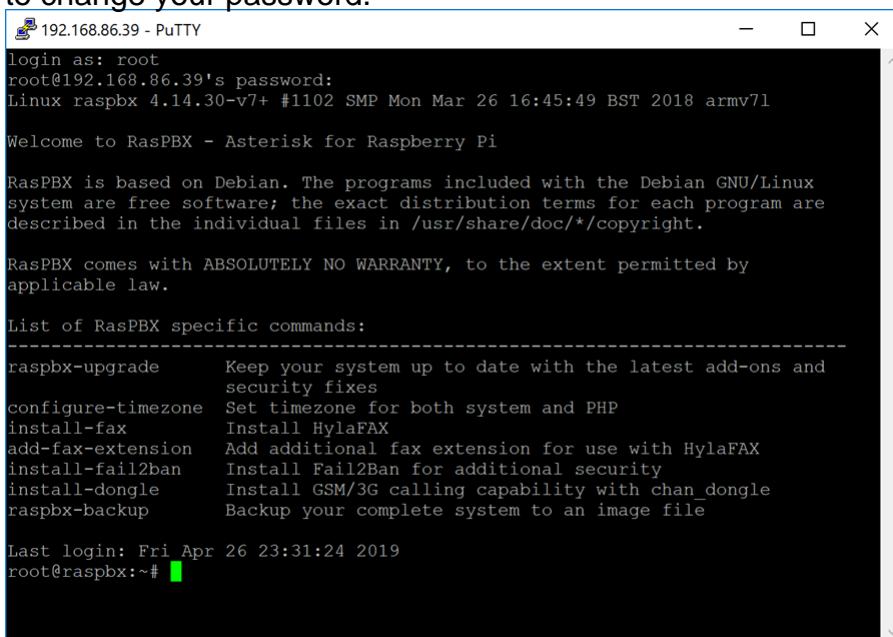 to change your password.
192.168.86.39 - PuTTY
login as: root
root@192.168.86.39's password:
Linux raspbx 4.14.30-v7+ #1102 SMP Mon Mar 26 16:45:49 BST 2018 armv7l
Welcome to RasPBX - Asterisk for Raspberry Pi
RasPBX is based on Debian. The programs included with the Debian GNU/Linux
system are free software; the exact distribution terms for each program are
described in the individual files in /usr/share/doc/*/copyright.
RasPBX comes with ABSOLUTELY NO WARRANTY, to the extent permitted by
applicable law.
List of RasPBX specific commands:
------------------------------------------------------------------------------
raspbx-upgrade      Keep your system up to date with the latest add-ons and
                    security fixes
configure-timezone  Set timezone for both system and PHP
install-fax         Install HylaFAX
add-fax-extension   Add additional fax extension for use with HylaFAX
install-fail2ban    Install Fail2Ban for additional security
install-dongle      Install GSM/3G calling capability with chan_dongle
raspbx-backup       Backup your complete system to an image file
Last login: Fri Apr 26 23:31:24 2019
root@raspbx:~#